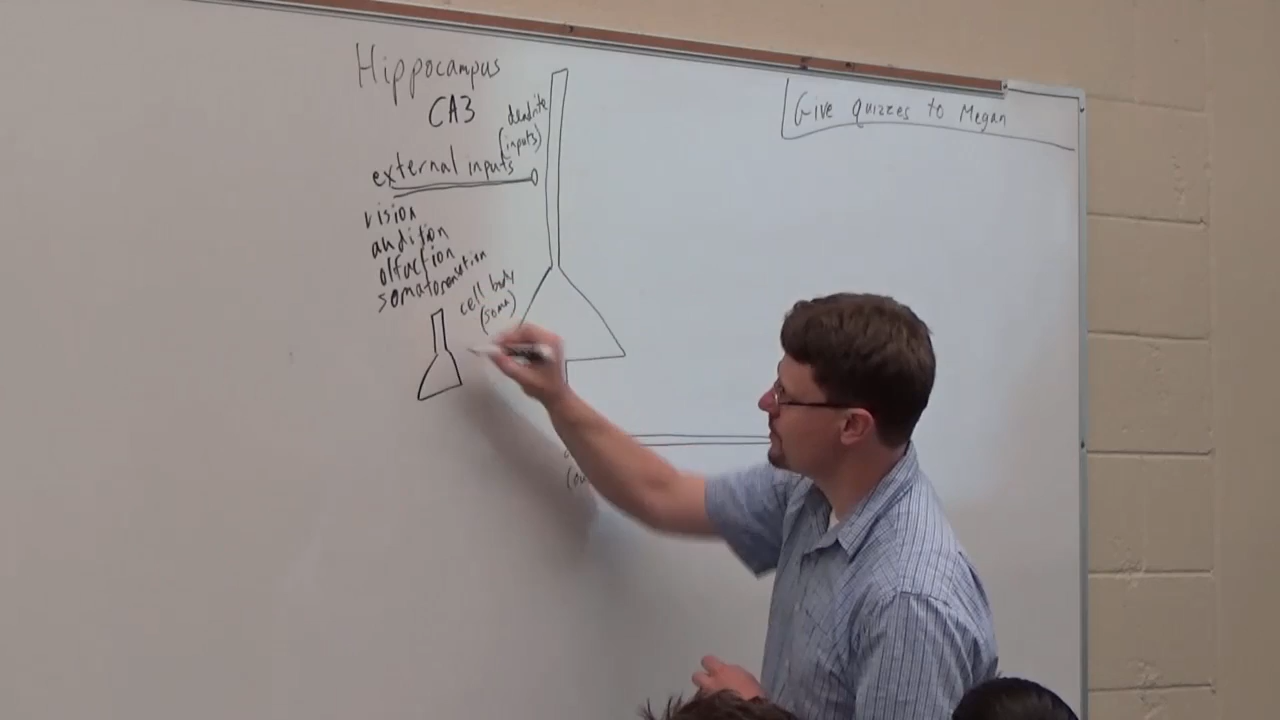 Hippocampus
CA3
dendrite
(inputs)
external inputs
vision
audition
olfaction
somatosensation
cell body
(soma)
Give Quizzes to Megan